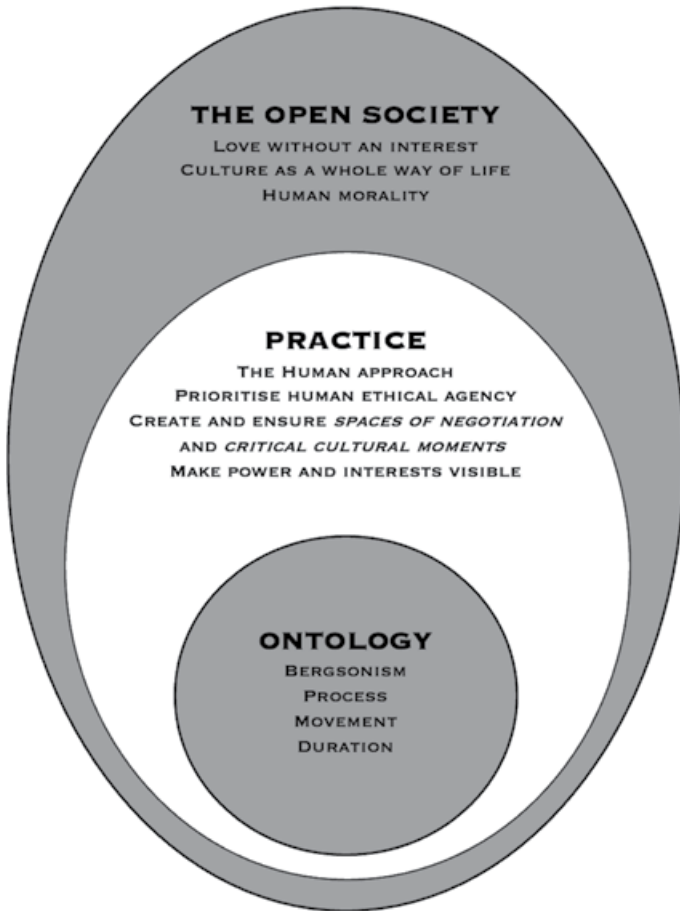 THE OPEN SOCIETY
LOVE WITHOUT AN INTEREST
CULTURE AS A WHOLE WAY OF LIFE
HUMAN MORALITY
PRACTICE
THE HUMAN APPROACH
PRIORITISE HUMAN ETHICAL AGENCY
CREATE AND ENSURE SPACES OF NEGOTIATION
AND CRITICAL CULTURAL MOMENTS
MAKE POWER AND INTERESTS VISIBLE
ONTOLOGY
BERGSONISM
PROCESS
MOVEMENT
DURATION